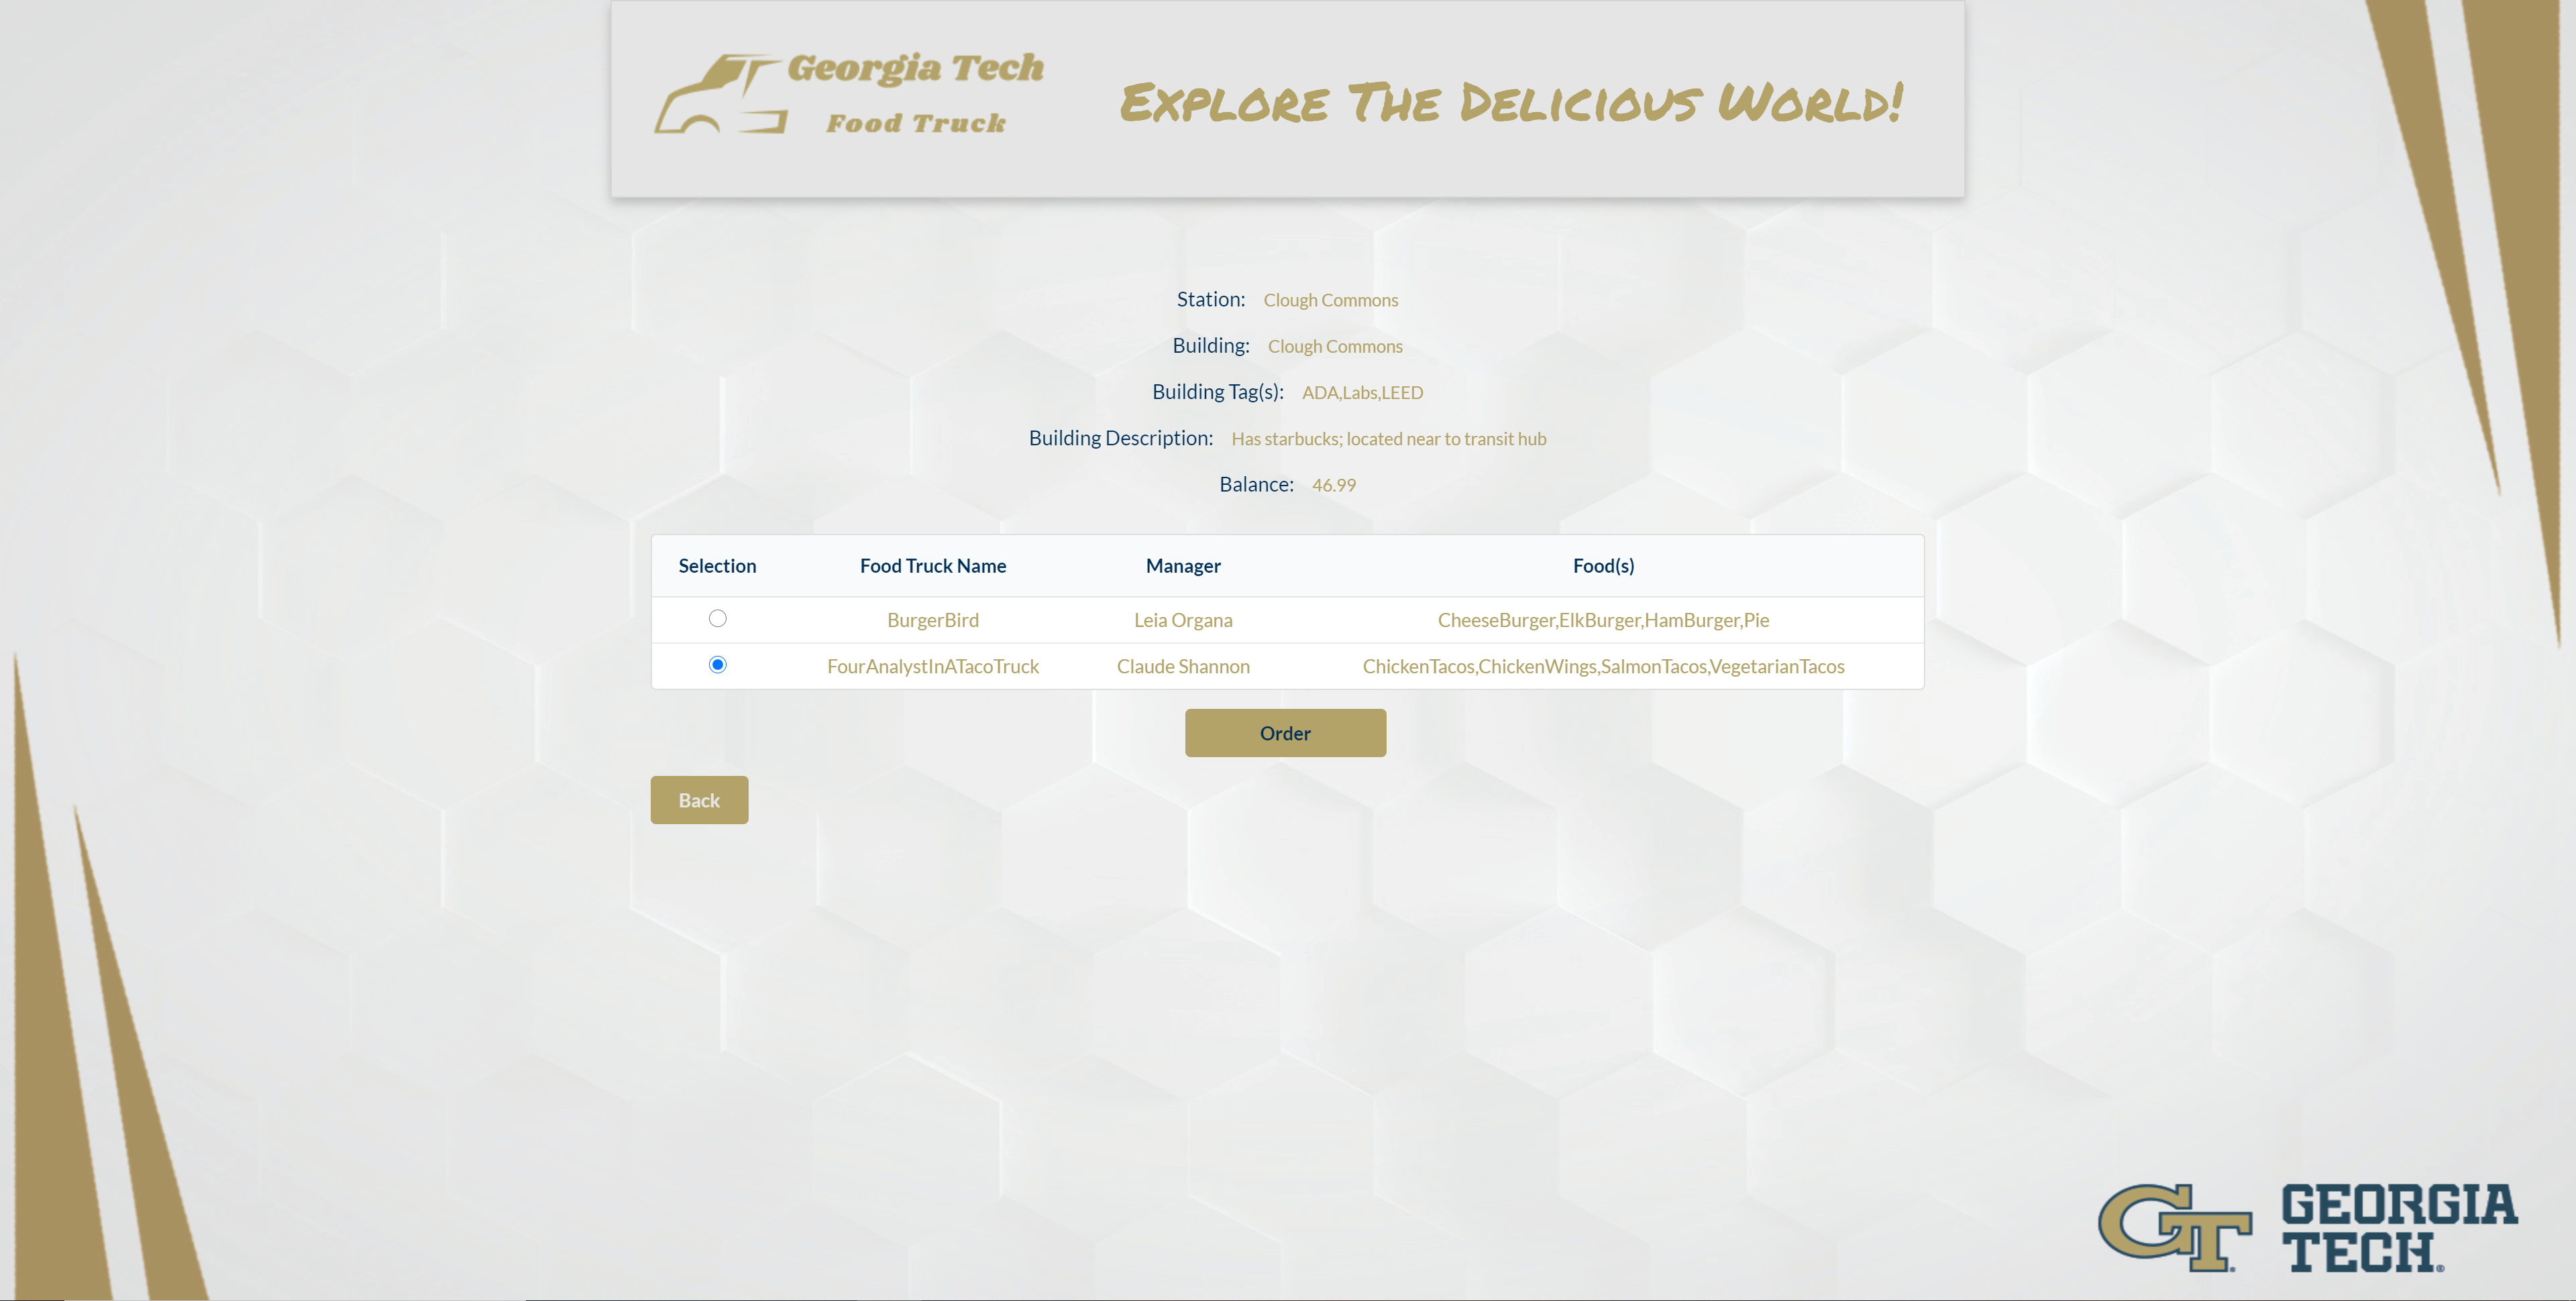 Georgia Tech
Food Truck
Explore The Delicious World!
Station: Clough Commons
Building: Clough Commons
Building Tag(s): ADA,Labs,LEED
Building Description: Has starbucks; located near to transit hub
Balance: 46.99
Selection Food Truck Name Manager Food(s)
BurgerBird Leia Organa CheeseBurger,ElkBurger,HamBurger,Pie
FourAnalystInATacoTruck Claude Shannon ChickenTacos,ChickenWings,SalmonTacos,VegetarianTacos
Order
Back
GT
GEORGIA
TECH®